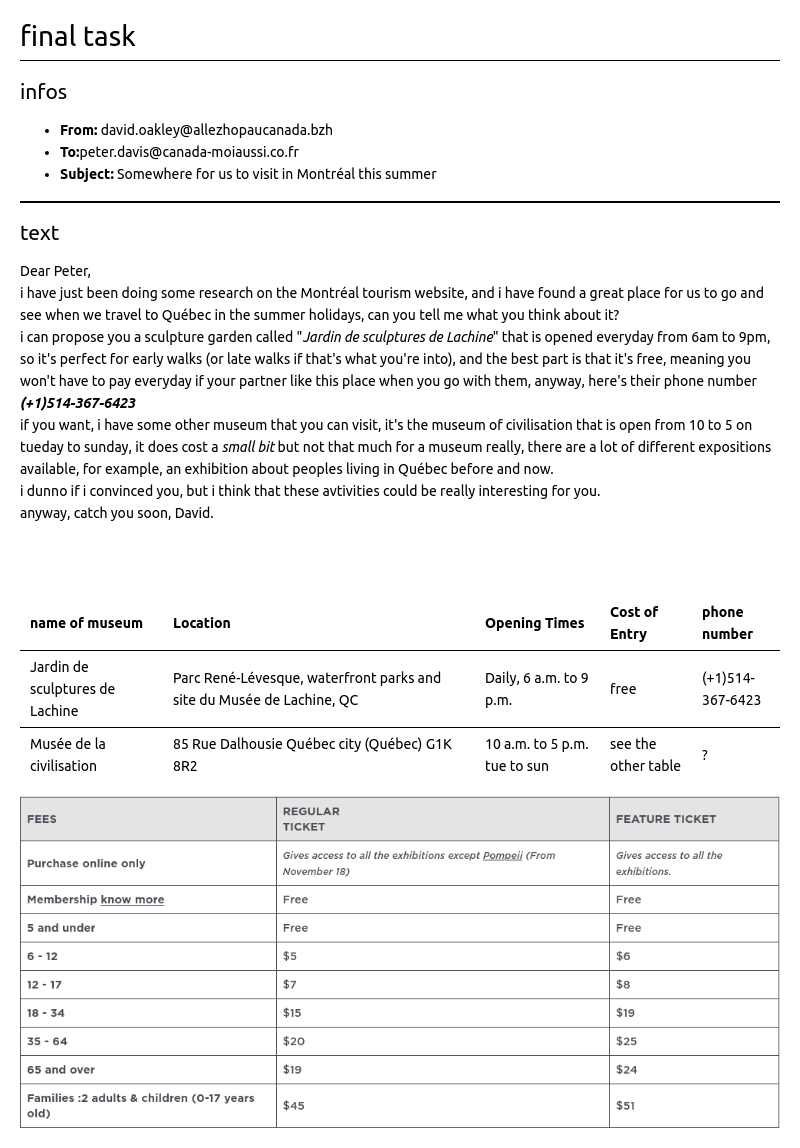 final task
infos
From: david.oakley@allezhopaucanada.bzh
To:peter.davis@canada-moiaussi.co.fr
Subject: Somewhere for us to visit in Montréal this summer
text
Dear Peter,
i have just been doing some research on the Montréal tourism website, and i have found a great place for us to go and
see when we travel to Québec in the summer holidays, can you tell me what you think about it?
i can propose you a sculpture garden called "Jardin de sculptures de Lachine" that is opened everyday from 6am to 9pm,
so it's perfect for early walks (or late walks if that's what you're into), and the best part is that it's free, meaning you
won't have to pay everyday if your partner like this place when you go with them, anyway, here's their phone number
(+1)514-367-6423
if you want, i have some other museum that you can visit, it's the museum of civilisation that is open from 10 to 5 on
tueday to sunday, it does cost a small bit but not that much for a museum really, there are a lot of different expositions
available, for example, an exhibition about peoples living in Québec before and now.
i dunno if i convinced you, but i think that these avtivities could be really interesting for you.
anyway, catch you soon, David.
name of museum Location Opening Times Cost of Entry phone number
Jardin de sculptures de Lachine Parc René-Lévesque, waterfront parks and site du Musée de Lachine, QC Daily, 6 a.m. to 9 p.m. free (+1)514-367-6423
Musée de la civilisation 85 Rue Dalhousie Québec city (Québec) G1K 8R2 10 a.m. to 5 p.m. tue to sun see the other table ?
FEES REGULAR TICKET FEATURE TICKET
Purchase online only Gives access to all the exhibitions except Pompeii (From November 18) Gives access to all the exhibitions.
Membership know more Free Free
5 and under Free Free
6 - 12 $5 $6
12 - 17 $7 $8
18 - 34 $15 $19
35 - 64 $20 $25
65 and over $19 $24
Families :2 adults & children (0-17 years old) $45 $51